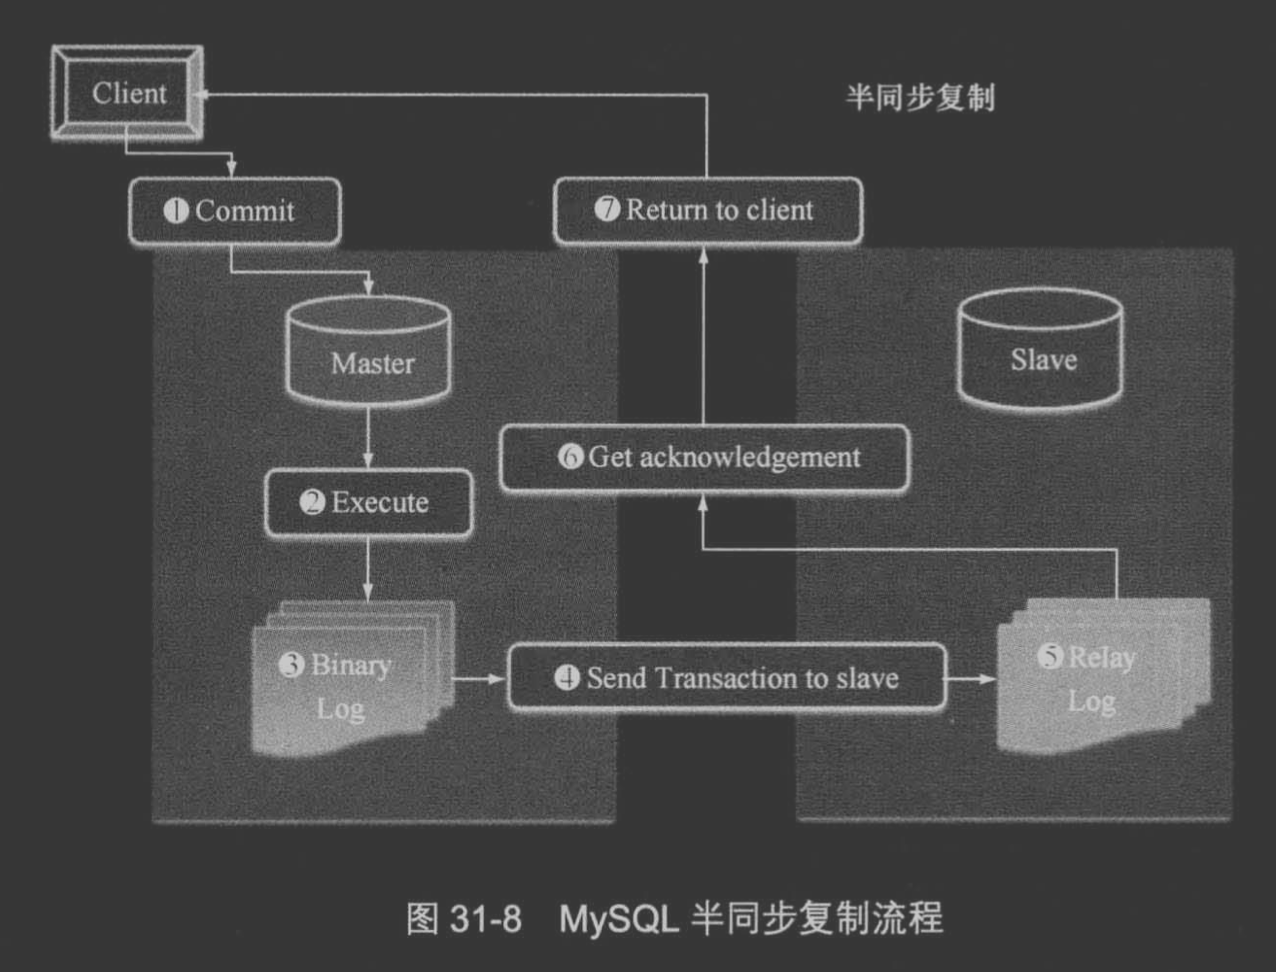 Client
半同步复制
❶ Commit
❼ Return to client
Master
Slave
❻ Get acknowledgement
❷ Execute
❸ Binary
Log
❹ Send Transaction to slave
❺ Relay
Log
图 31-8 MySQL 半同步复制流程